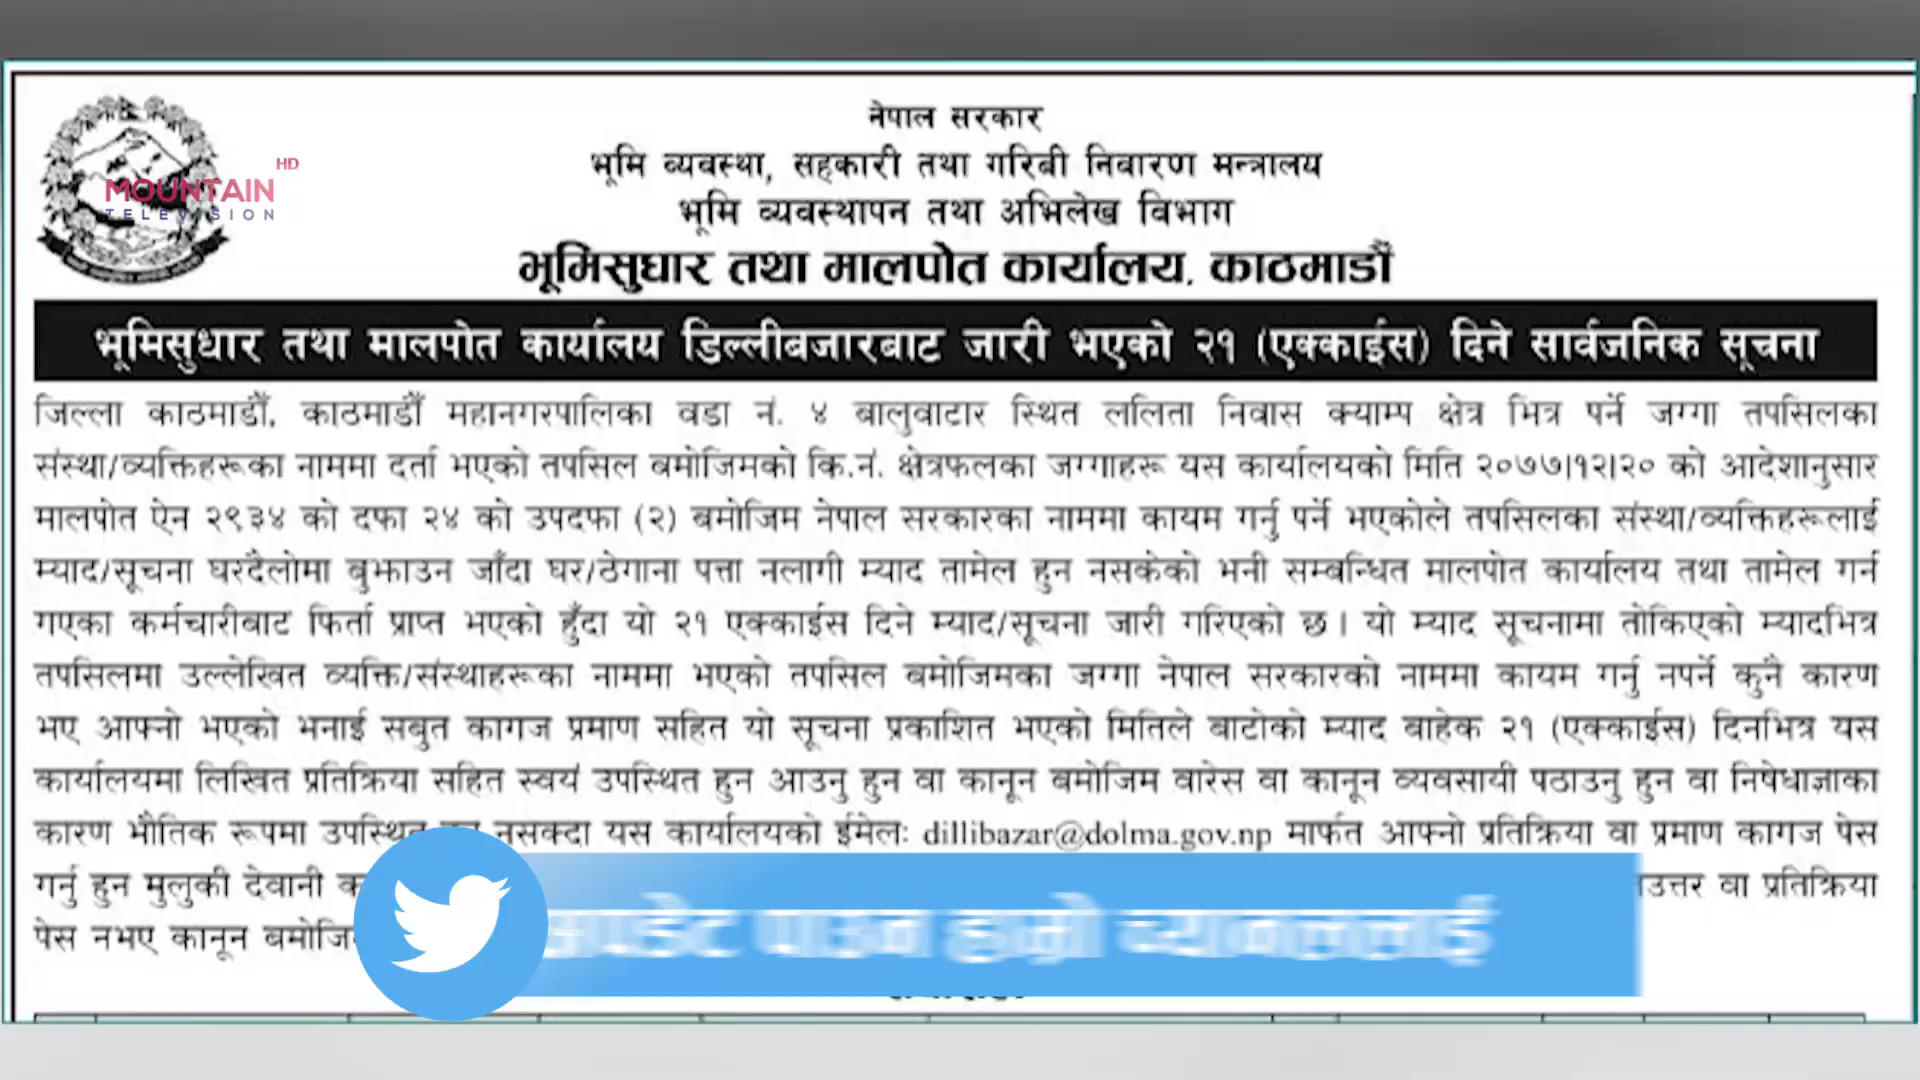 नेपाल सरकार
भूमि व्यवस्था, सहकारी तथा गरिबी निवारण मन्त्रालय
भूमि व्यवस्थापन तथा अभिलेख विभाग
भूमिसुधार तथा मालपोत कार्यालय, काठमाडौं
HD
MOUNTAIN
TELEVISION
भूमिसुधार तथा मालपोत कार्यालय डिल्लीबजारबाट जारी भएको २१ (एक्काईस) दिने सार्वजनिक सूचना
जिल्ला काठमाडौं, काठमाडौं महानगरपालिका वडा नं. ४ बालुवाटार स्थित ललिता निवास क्याम्प क्षेत्र भित्र पर्ने जग्गा तपसिलका
संस्था/व्यक्तिहरूका नाममा दर्ता भएको तपसिल बमोजिमको कि.नं. क्षेत्रफलका जग्गाहरू यस कार्यालयको मिति २०७७।१२।२० को आदेशानुसार
मालपोत ऐन २९३४ को दफा २४ को उपदफा (२) बमोजिम नेपाल सरकारका नाममा कायम गर्नु पर्ने भएकोले तपसिलका संस्था/व्यक्तिहरूलाई
म्याद/सूचना घरदैलोमा बुझाउन जाँदा घर/ठेगाना पत्ता नलागी म्याद तामेल हुन नसकेको भनी सम्बन्धित मालपोत कार्यालय तथा तामेल गर्न
गएका कर्मचारीबाट फिर्ता प्राप्त भएको हुँदा यो २१ एक्काईस दिने म्याद/सूचना जारी गरिएको छ । यो म्याद सूचनामा तोकिएको म्यादभित्र
तपसिलमा उल्लेखित व्यक्ति/संस्थाहरूका नाममा भएको तपसिल बमोजिमका जग्गा नेपाल सरकारको नाममा कायम गर्नु नपर्ने कुनै कारण
भए आफ्नो भएको भनाई सबुत कागज प्रमाण सहित यो सूचना प्रकाशित भएको मितिले बाटोको म्याद बाहेक २१ (एक्काईस) दिनभित्र यस
कार्यालयमा लिखित प्रतिक्रिया सहित स्वयं उपस्थित हुन आउनु हुन वा कानून बमोजिम वारेस वा कानून व्यवसायी पठाउनु हुन वा निषेधाज्ञाका
कारण भौतिक रूपमा उपस्थित नसक्दा यस कार्यालयको ईमेलः dillibazar@dolma.gov.np मार्फत आफ्नो प्रतिक्रिया वा प्रमाण कागज पेस
गर्नु हुन मुलुकी देवानी वा प्रतिक्रिया
पेस नभए कानून
अपडेट पाउन हाम्रो च्यानललाई